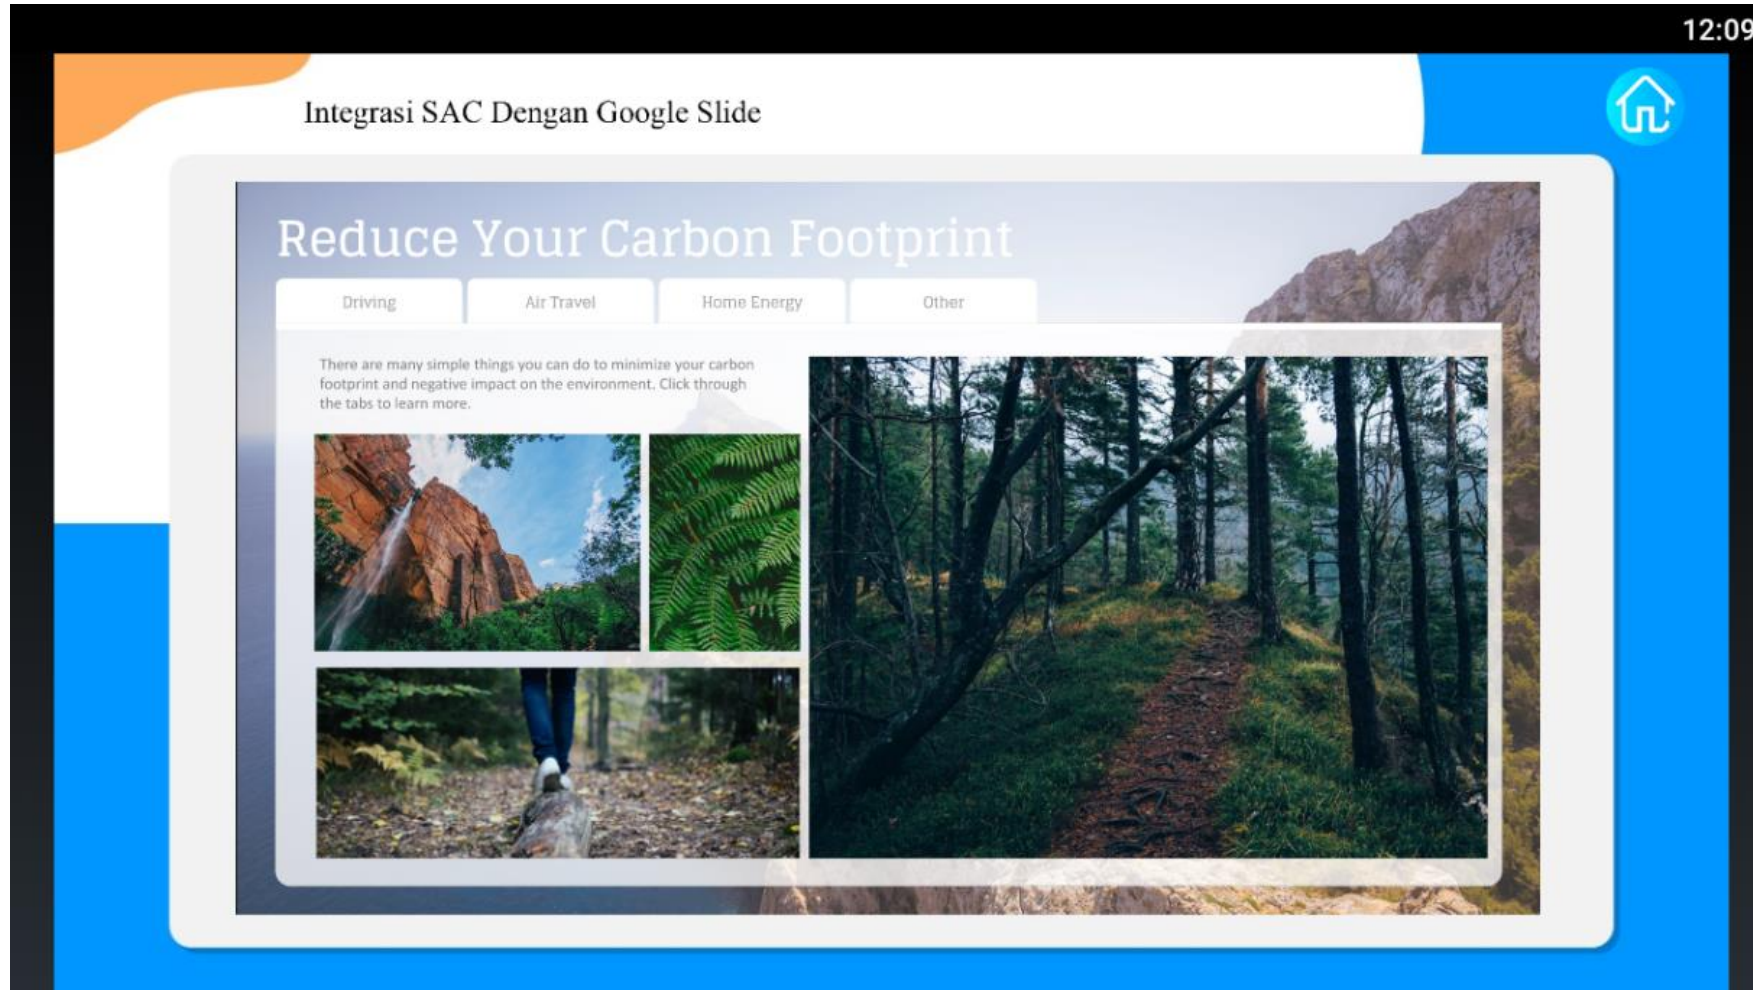 12:09
Integrasi SAC Dengan Google Slide
Reduce Your Carbon Footprint
Driving
Air Travel
Home Energy
Other
There are many simple things you can do to minimize your carbon
footprint and negative impact on the environment. Click through
the tabs to learn more.